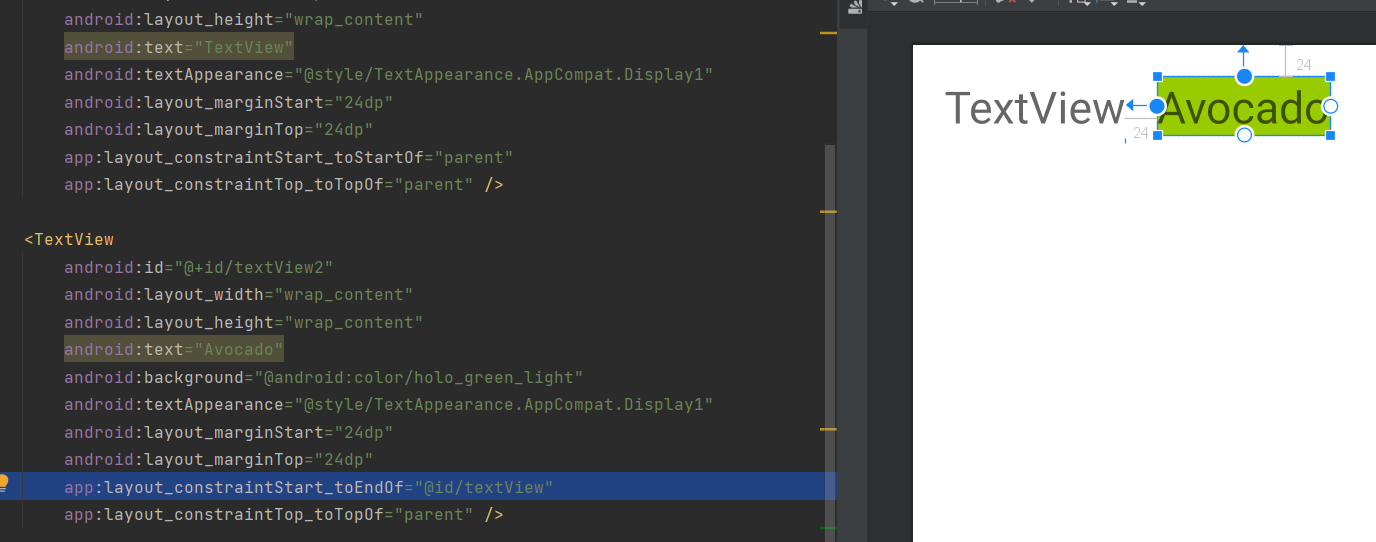 android:layout_height="wrap_content"
android:text="TextView"
android:textAppearance="@style/TextAppearance.AppCompat.Display1"
android:layout_marginStart="24dp"
android:layout_marginTop="24dp"
app:layout_constraintStart_toStartOf="parent"
app:layout_constraintTop_toTopOf="parent" />
<TextView
android:id="@+id/textView2"
android:layout_width="wrap_content"
android:layout_height="wrap_content"
android:text="Avocado"
android:background="@android:color/holo_green_light"
android:textAppearance="@style/TextAppearance.AppCompat.Display1"
android:layout_marginStart="24dp"
android:layout_marginTop="24dp"
app:layout_constraintStart_toEndOf="@id/textView"
app:layout_constraintTop_toTopOf="parent" />
24
TextView Avocado
24